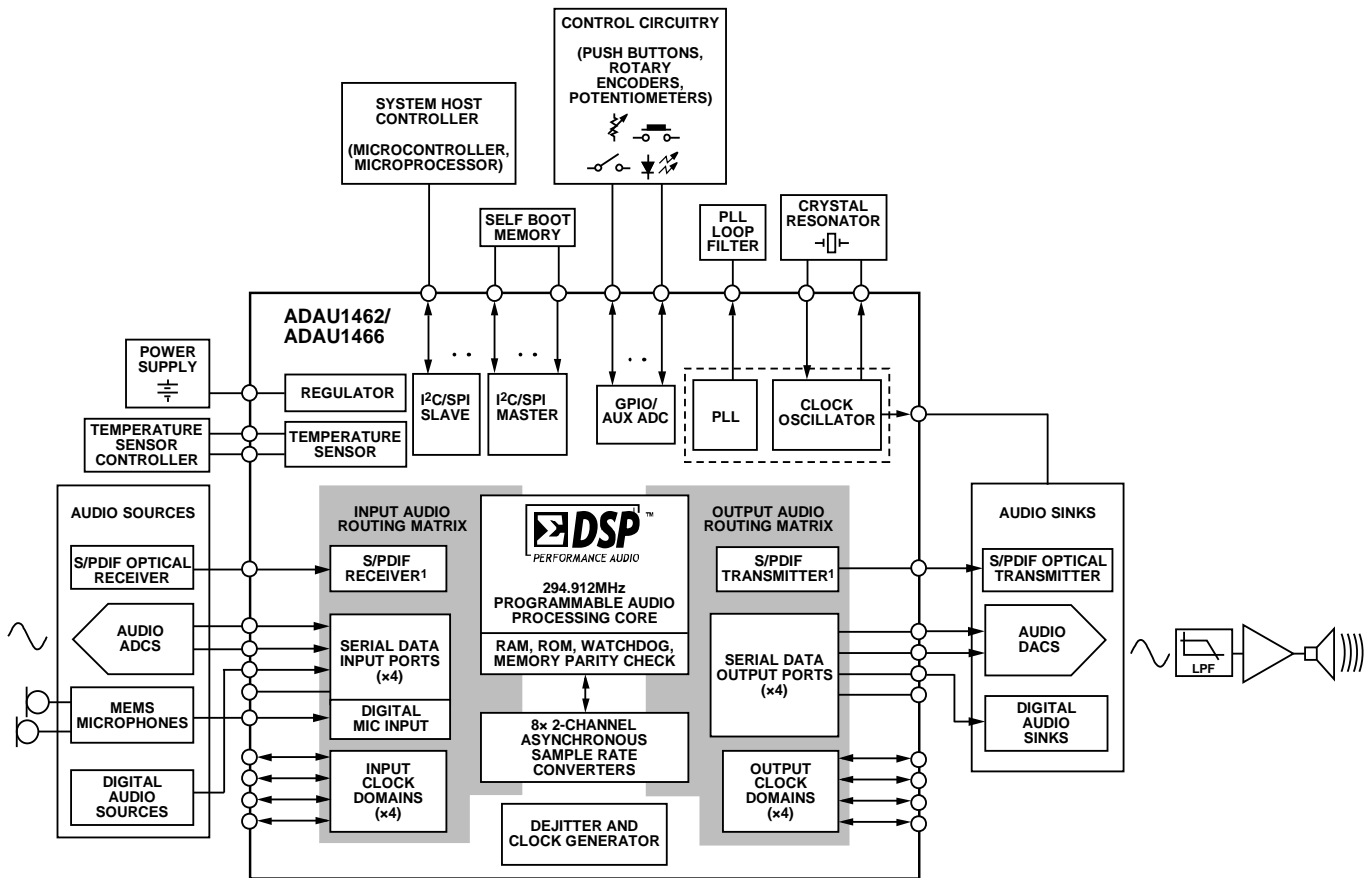 CONTROL CIRCUITRY
(PUSH BUTTONS,
ROTARY
ENCODERS,
POTENTIOMETERS)
SYSTEM HOST
CONTROLLER
(MICROCONTROLLER,
MICROPROCESSOR)
SELF BOOT
MEMORY
PLL
LOOP
FILTER
CRYSTAL
RESONATOR
ADAU1462/
ADAU1466
POWER
SUPPLY
REGULATOR
TEMPERATURE
SENSOR
CONTROLLER
TEMPERATURE
SENSOR
I²C/SPI
SLAVE
I²C/SPI
MASTER
GPIO/
AUX ADC
PLL
CLOCK
OSCILLATOR
AUDIO SOURCES
S/PDIF OPTICAL
RECEIVER
AUDIO
ADCS
MEMS
MICROPHONES
DIGITAL
AUDIO
SOURCES
INPUT AUDIO
ROUTING MATRIX
S/PDIF
RECEIVER¹
SERIAL DATA
INPUT PORTS
(×4)
DIGITAL
MIC INPUT
INPUT
CLOCK
DOMAINS
(×4)
ΣDSP™
PERFORMANCE AUDIO
294.912MHz
PROGRAMMABLE AUDIO
PROCESSING CORE
RAM, ROM, WATCHDOG,
MEMORY PARITY CHECK
8× 2-CHANNEL
ASYNCHRONOUS
SAMPLE RATE
CONVERTERS
DEJITTER AND
CLOCK GENERATOR
OUTPUT AUDIO
ROUTING MATRIX
S/PDIF
TRANSMITTER¹
SERIAL DATA
OUTPUT PORTS
(×4)
OUTPUT
CLOCK
DOMAINS
(×4)
AUDIO SINKS
S/PDIF OPTICAL
TRANSMITTER
AUDIO
DACS
DIGITAL
AUDIO
SINKS
LPF